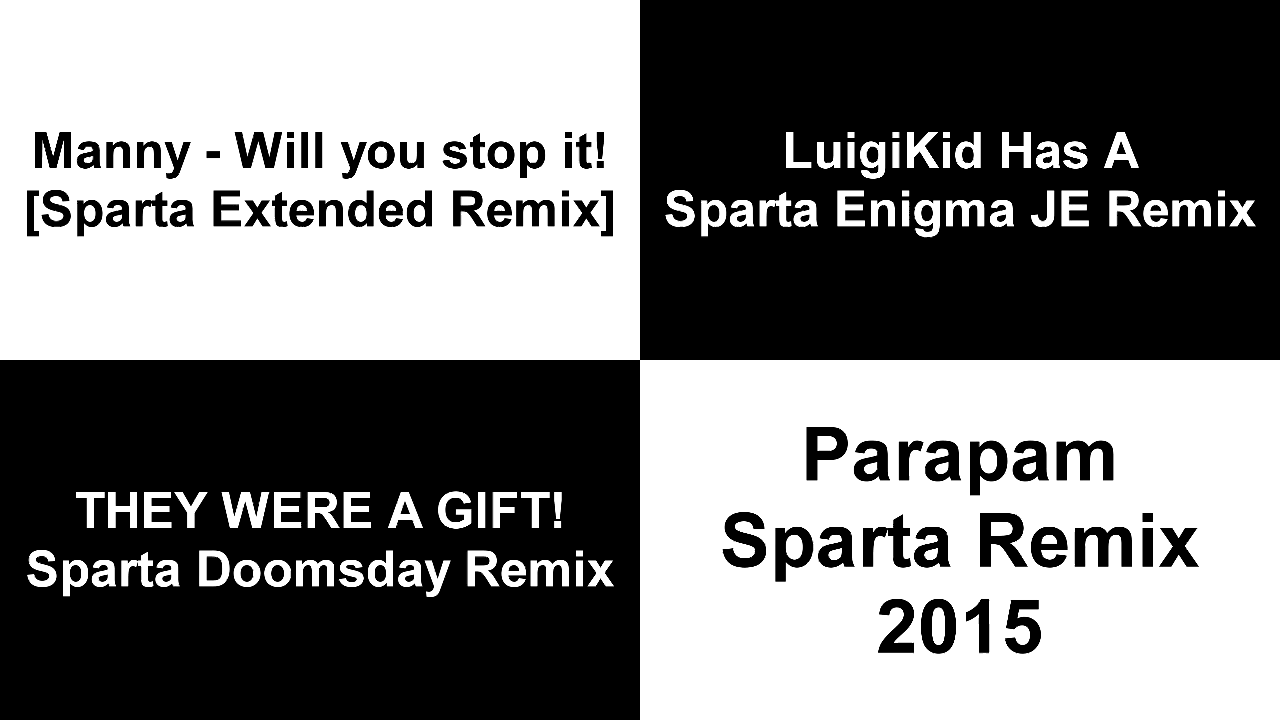 Manny - Will you stop it!
[Sparta Extended Remix]
LuigiKid Has A
Sparta Enigma JE Remix
THEY WERE A GIFT!
Sparta Doomsday Remix
Parapam
Sparta Remix
2015